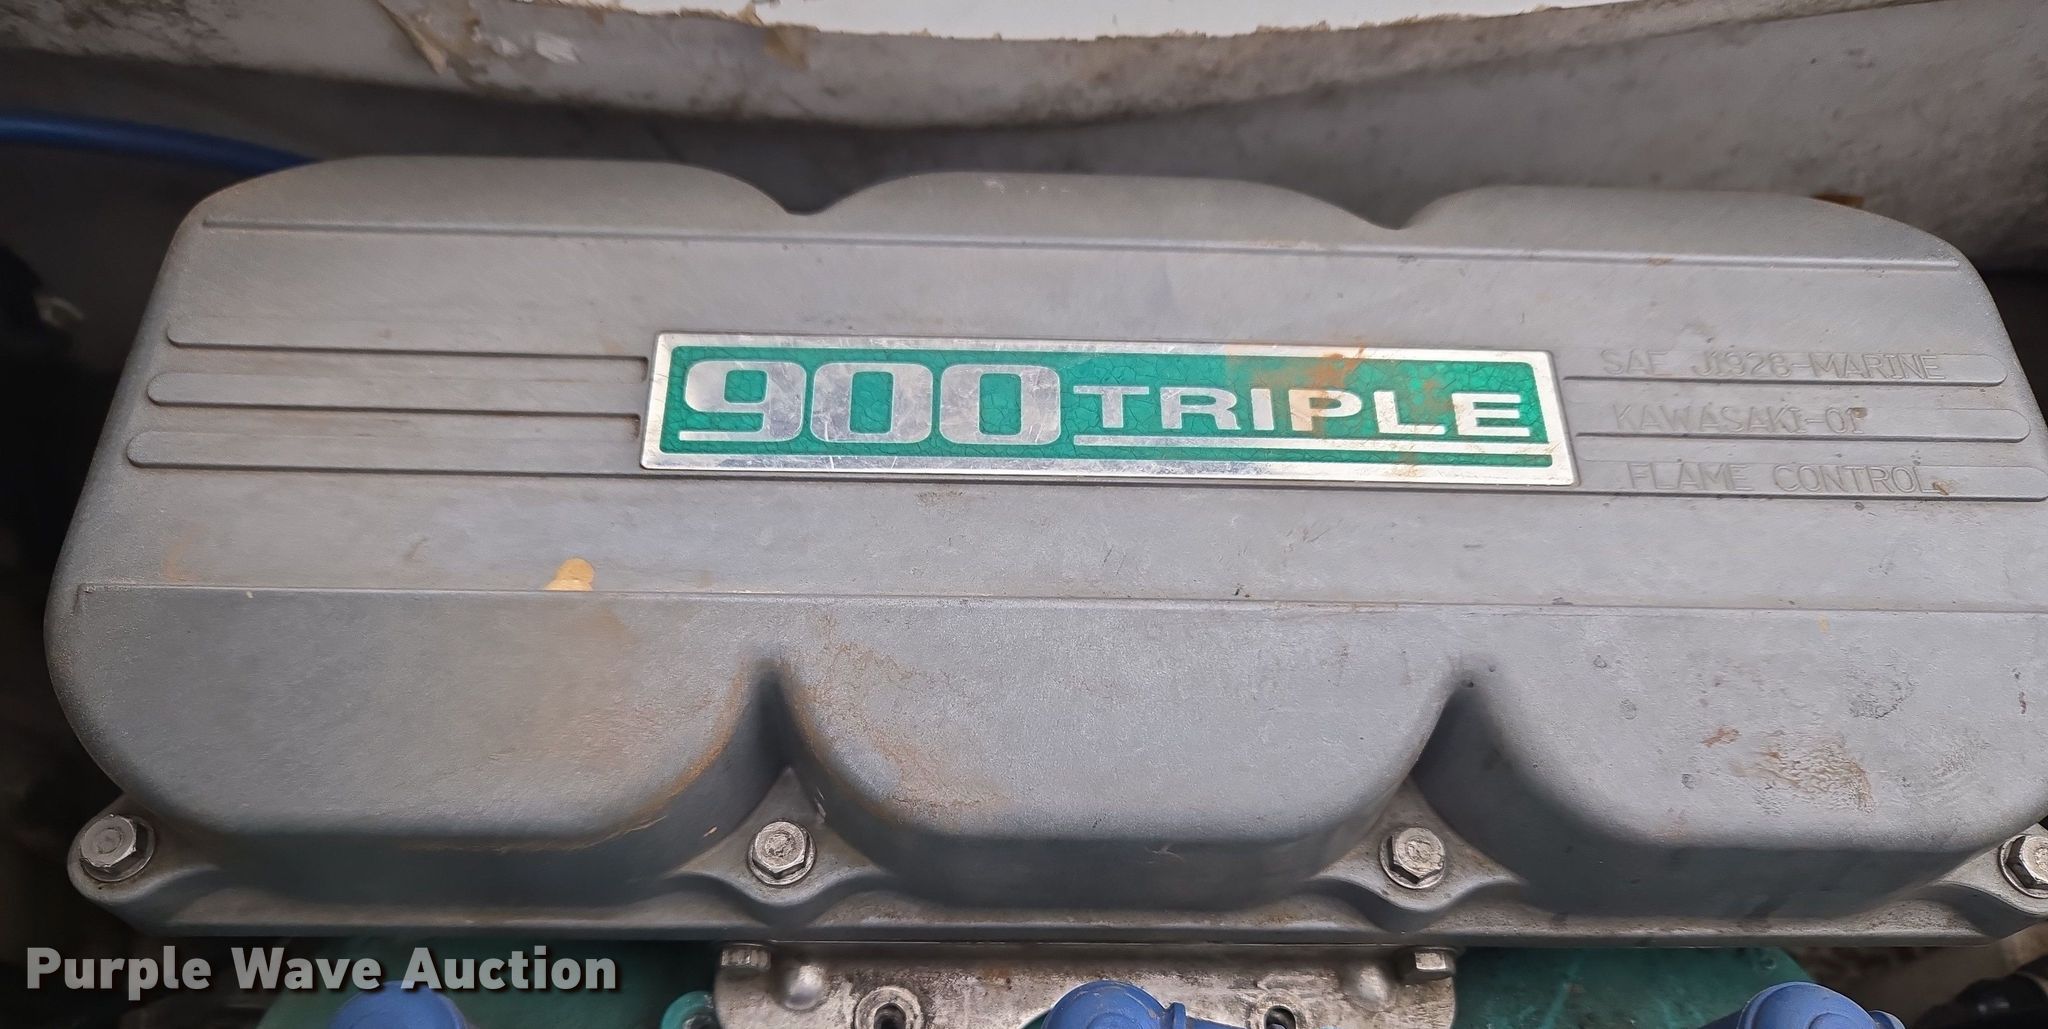 900 TRIPLE
SAE J1928-MARINE
KAWASAKI-01
FLAME CONTROL
Purple Wave Auction